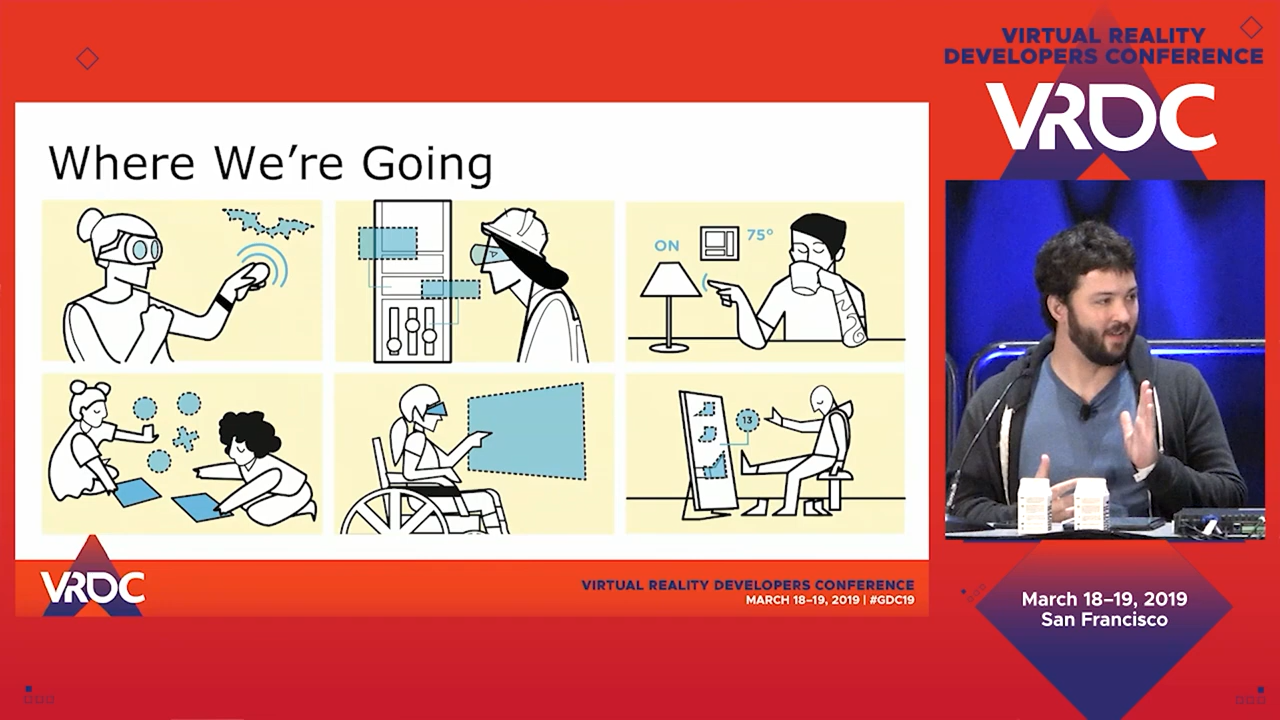 VIRTUAL REALITY
DEVELOPERS CONFERENCE
VRDC
Where We're Going
ON
75°
13
VRDC
VIRTUAL REALITY DEVELOPERS CONFERENCE
MARCH 18–19, 2019 | #GDC19
March 18–19, 2019
San Francisco